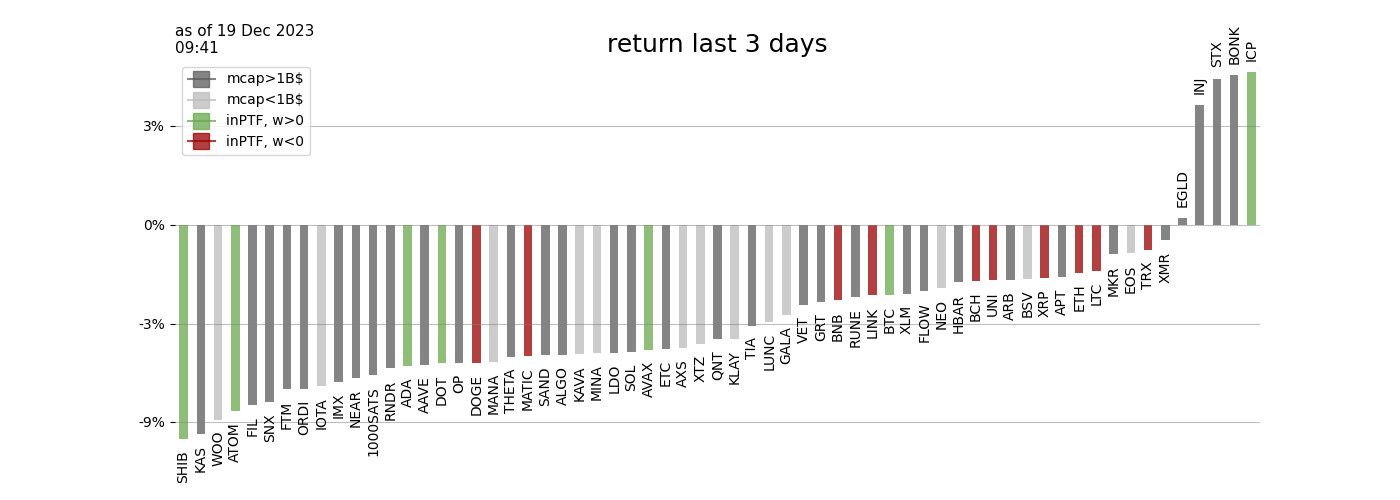 as of 19 Dec 2023
09:41
return last 3 days
mcap>1B$
mcap<1B$
inPTF, w>0
inPTF, w<0
3%
0%
-3%
-9%
SHIB
KAS
WOO
ATOM
FIL
SNX
FTM
ORDI
IOTA
IMX
NEAR
1000SATS
RNDR
ADA
AAVE
DOT
OP
DOGE
MANA
THETA
MATIC
SAND
ALGO
KAVA
MINA
LDO
SOL
AVAX
ETC
AXS
XTZ
QNT
KLAY
TIA
LUNC
GALA
VET
GRT
BNB
RUNE
LINK
BTC
XLM
FLOW
NEO
HBAR
BCH
UNI
ARB
BSV
XRP
APT
ETH
LTC
MKR
EOS
TRX
XMR
EGLD
INJ
STX
BONK
ICP